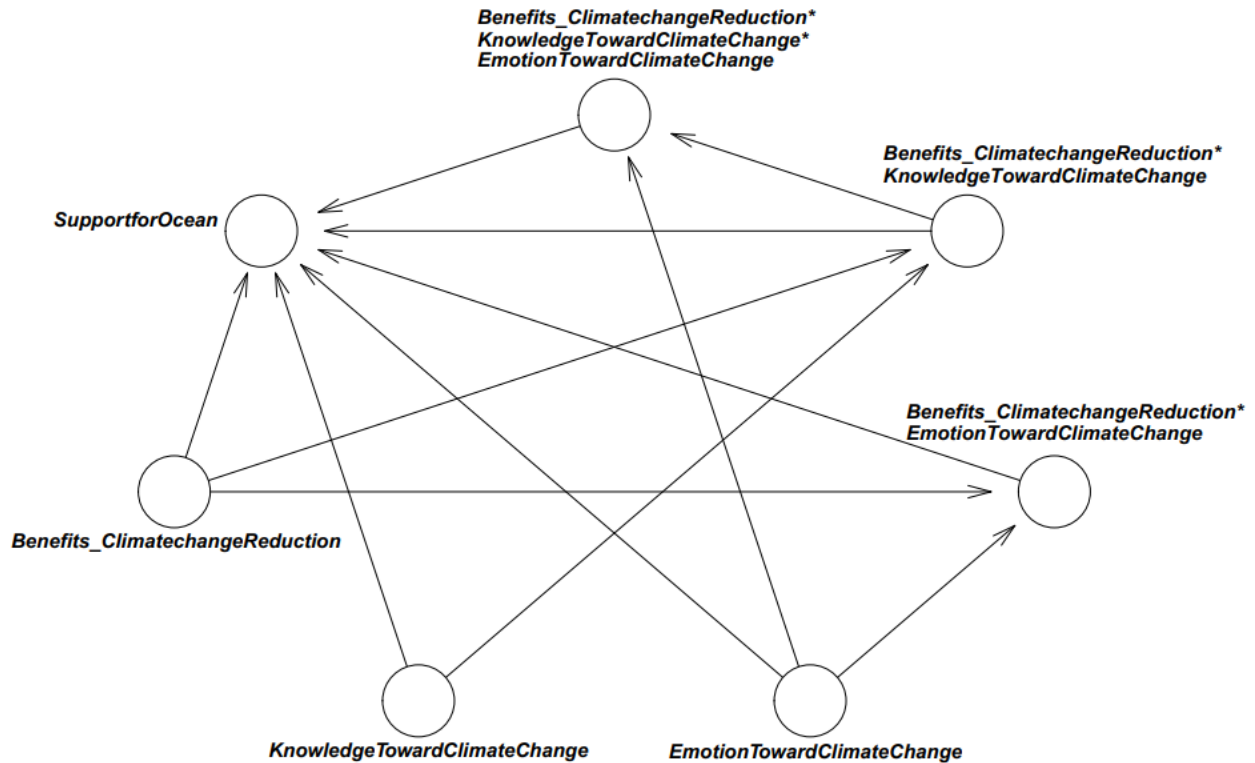 Benefits_ClimatechangeReduction*
KnowledgeTowardClimateChange*
EmotionTowardClimateChange
Benefits_ClimatechangeReduction*
KnowledgeTowardClimateChange
SupportforOcean
Benefits_ClimatechangeReduction*
EmotionTowardClimateChange
Benefits_ClimatechangeReduction
KnowledgeTowardClimateChange
EmotionTowardClimateChange